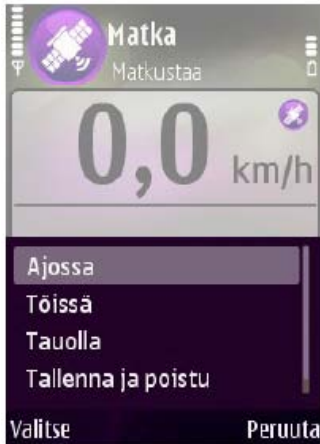 Matka
Matkustaa
0,0 km/h
Ajossa
Töissä
Tauolla
Tallenna ja poistu
Valitse Peruuta